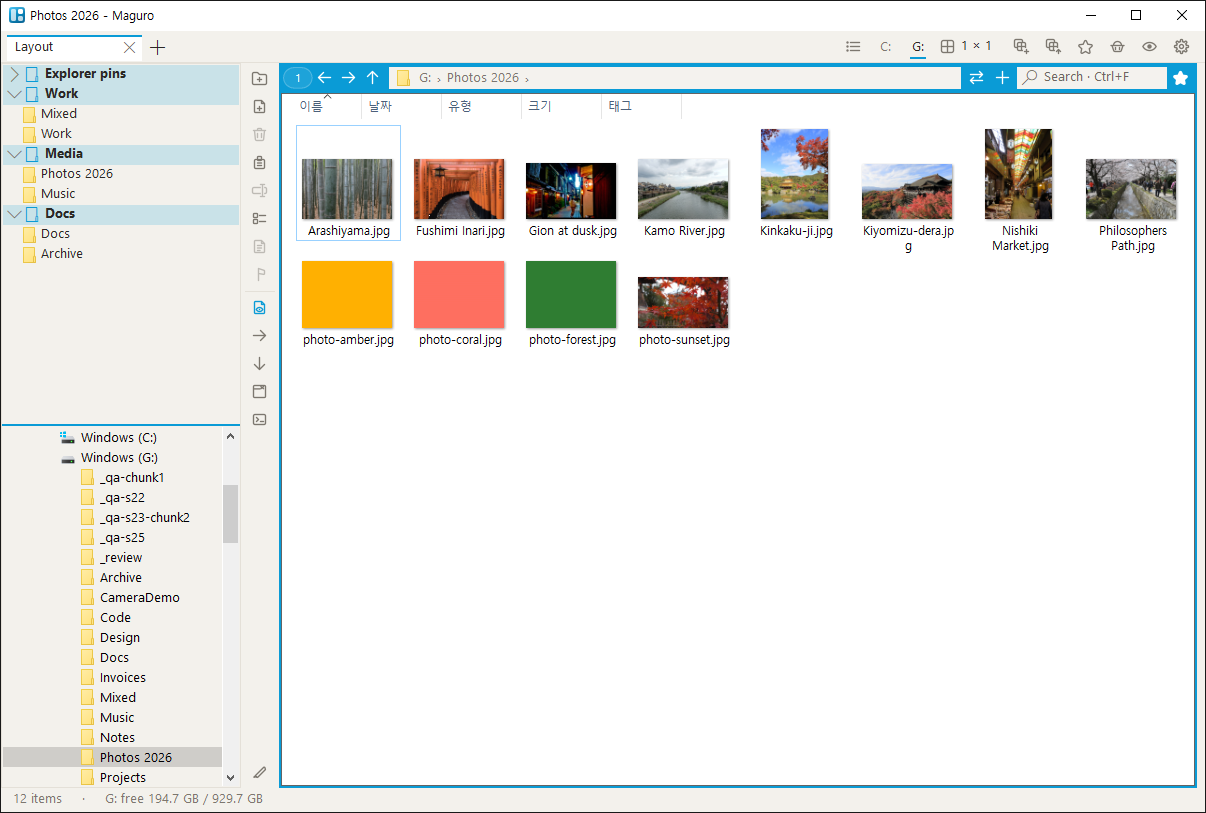 Photos 2026 - Maguro
Layout
C:
G:
1 × 1
Explorer pins
Work
Mixed
Work
Media
Photos 2026
Music
Docs
Docs
Archive
1
G: › Photos 2026 ›
Search · Ctrl+F
이름
날짜
유형
크기
태그
Arashiyama.jpg
Fushimi Inari.jpg
Gion at dusk.jpg
Kamo River.jpg
Kinkaku-ji.jpg
Kiyomizu-dera.jp
g
Nishiki
Market.jpg
Philosophers
Path.jpg
photo-amber.jpg
photo-coral.jpg
photo-forest.jpg
photo-sunset.jpg
Windows (C:)
Windows (G:)
_qa-chunk1
_qa-s22
_qa-s23-chunk2
_qa-s25
_review
Archive
CameraDemo
Code
Design
Docs
Invoices
Mixed
Music
Notes
Photos 2026
Projects
12 items · G: free 194.7 GB / 929.7 GB